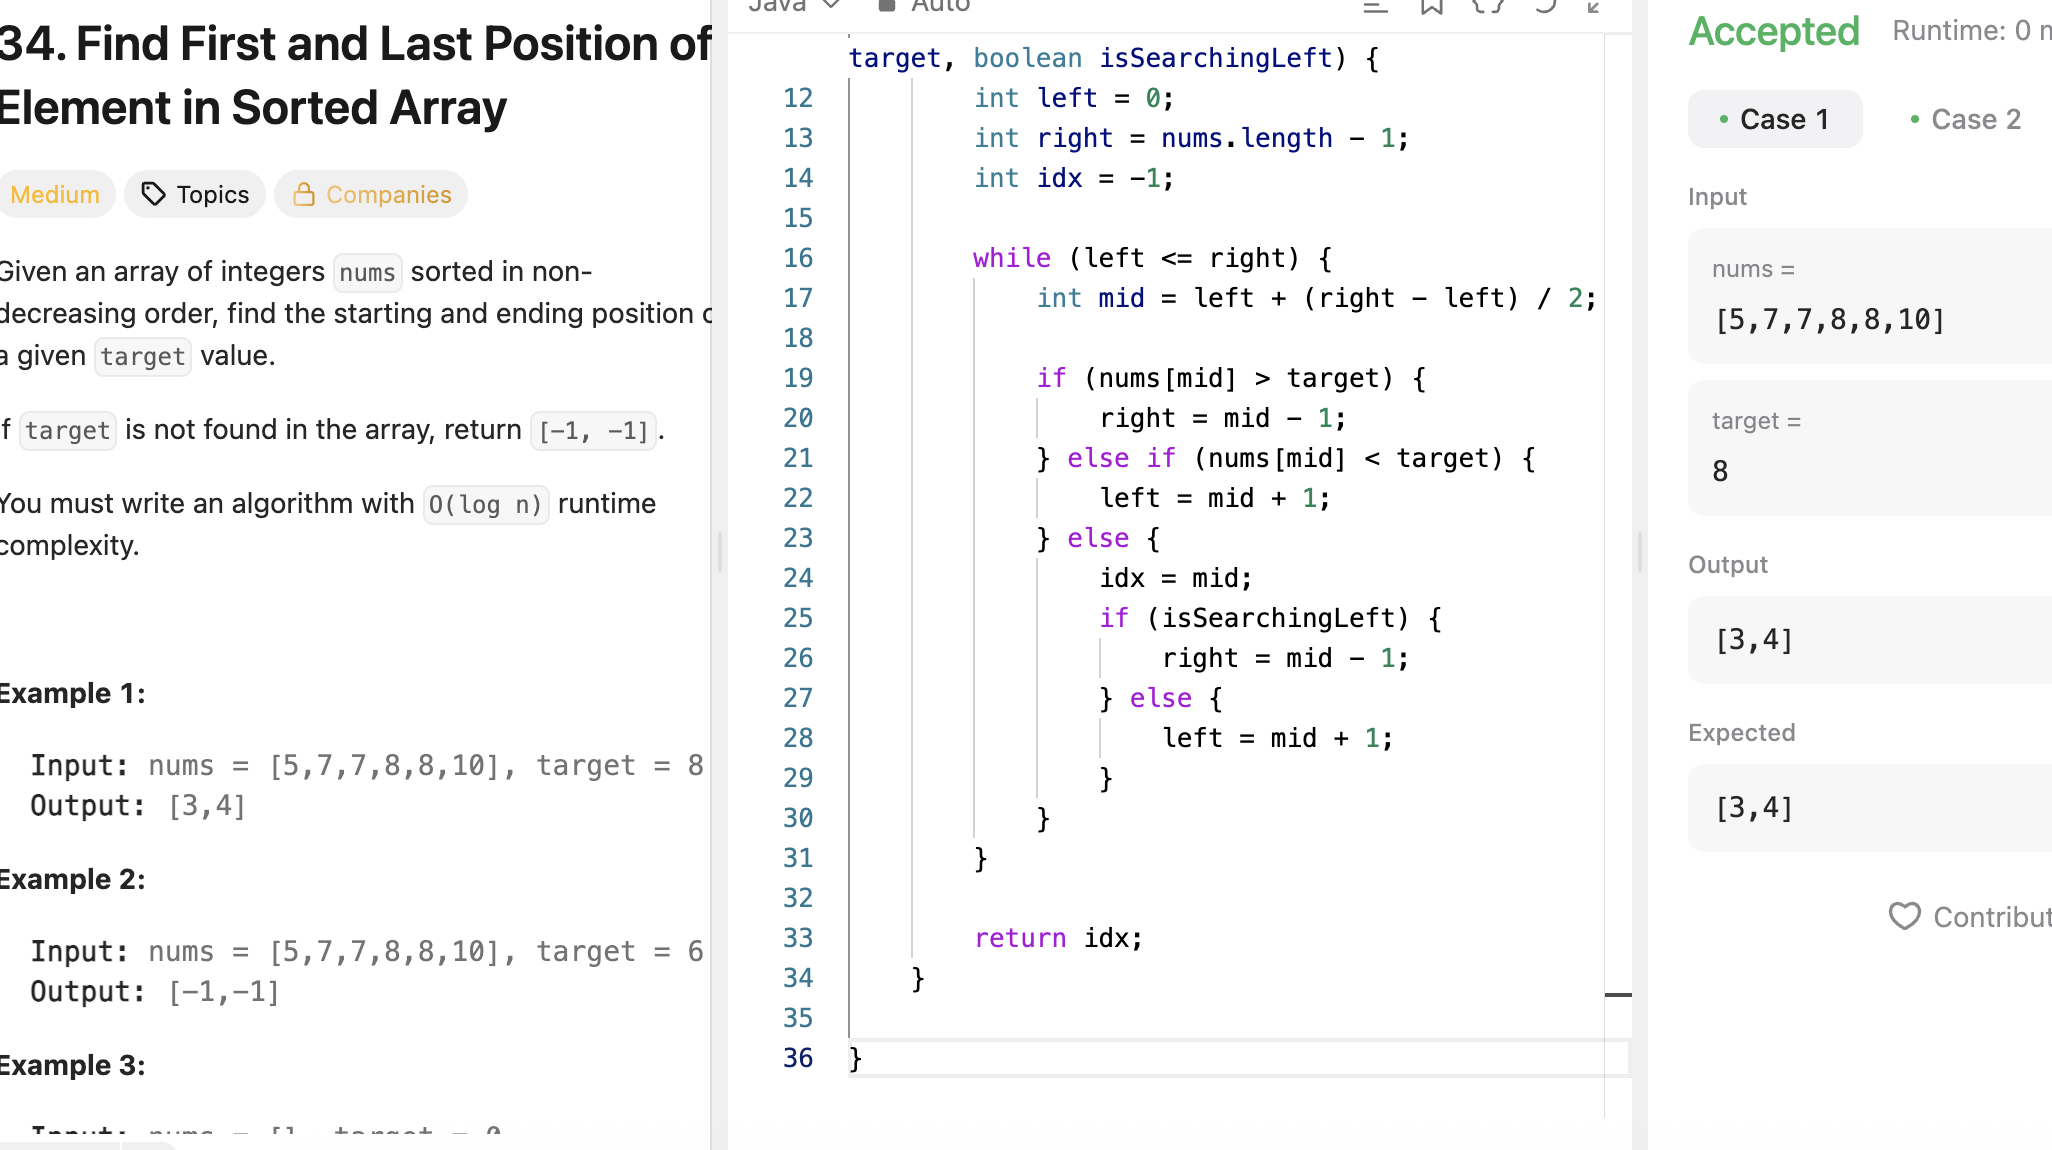 34. Find First and Last Position of
Element in Sorted Array
Medium
Topics
Companies
Given an array of integers nums sorted in non-
decreasing order, find the starting and ending position
a given target value.
If target is not found in the array, return [-1, -1].
You must write an algorithm with O(log n) runtime
complexity.
Example 1:
Input: nums = [5,7,7,8,8,10], target = 8
Output: [3,4]
Example 2:
Input: nums = [5,7,7,8,8,10], target = 6
Output: [-1,-1]
Example 3:
Input: nums = [], target = 0
Java
Auto
target, boolean isSearchingLeft) {
12 int left = 0;
13 int right = nums.length - 1;
14 int idx = -1;
15
16 while (left <= right) {
17 int mid = left + (right - left) / 2;
18
19 if (nums[mid] > target) {
20 right = mid - 1;
21 } else if (nums[mid] < target) {
22 left = mid + 1;
23 } else {
24 idx = mid;
25 if (isSearchingLeft) {
26 right = mid - 1;
27 } else {
28 left = mid + 1;
29 }
30 }
31 }
32
33 return idx;
34 }
35
36 }
Accepted
Runtime: 0 m
Case 1
Case 2
Input
nums =
[5,7,7,8,8,10]
target =
8
Output
[3,4]
Expected
[3,4]
Contribut